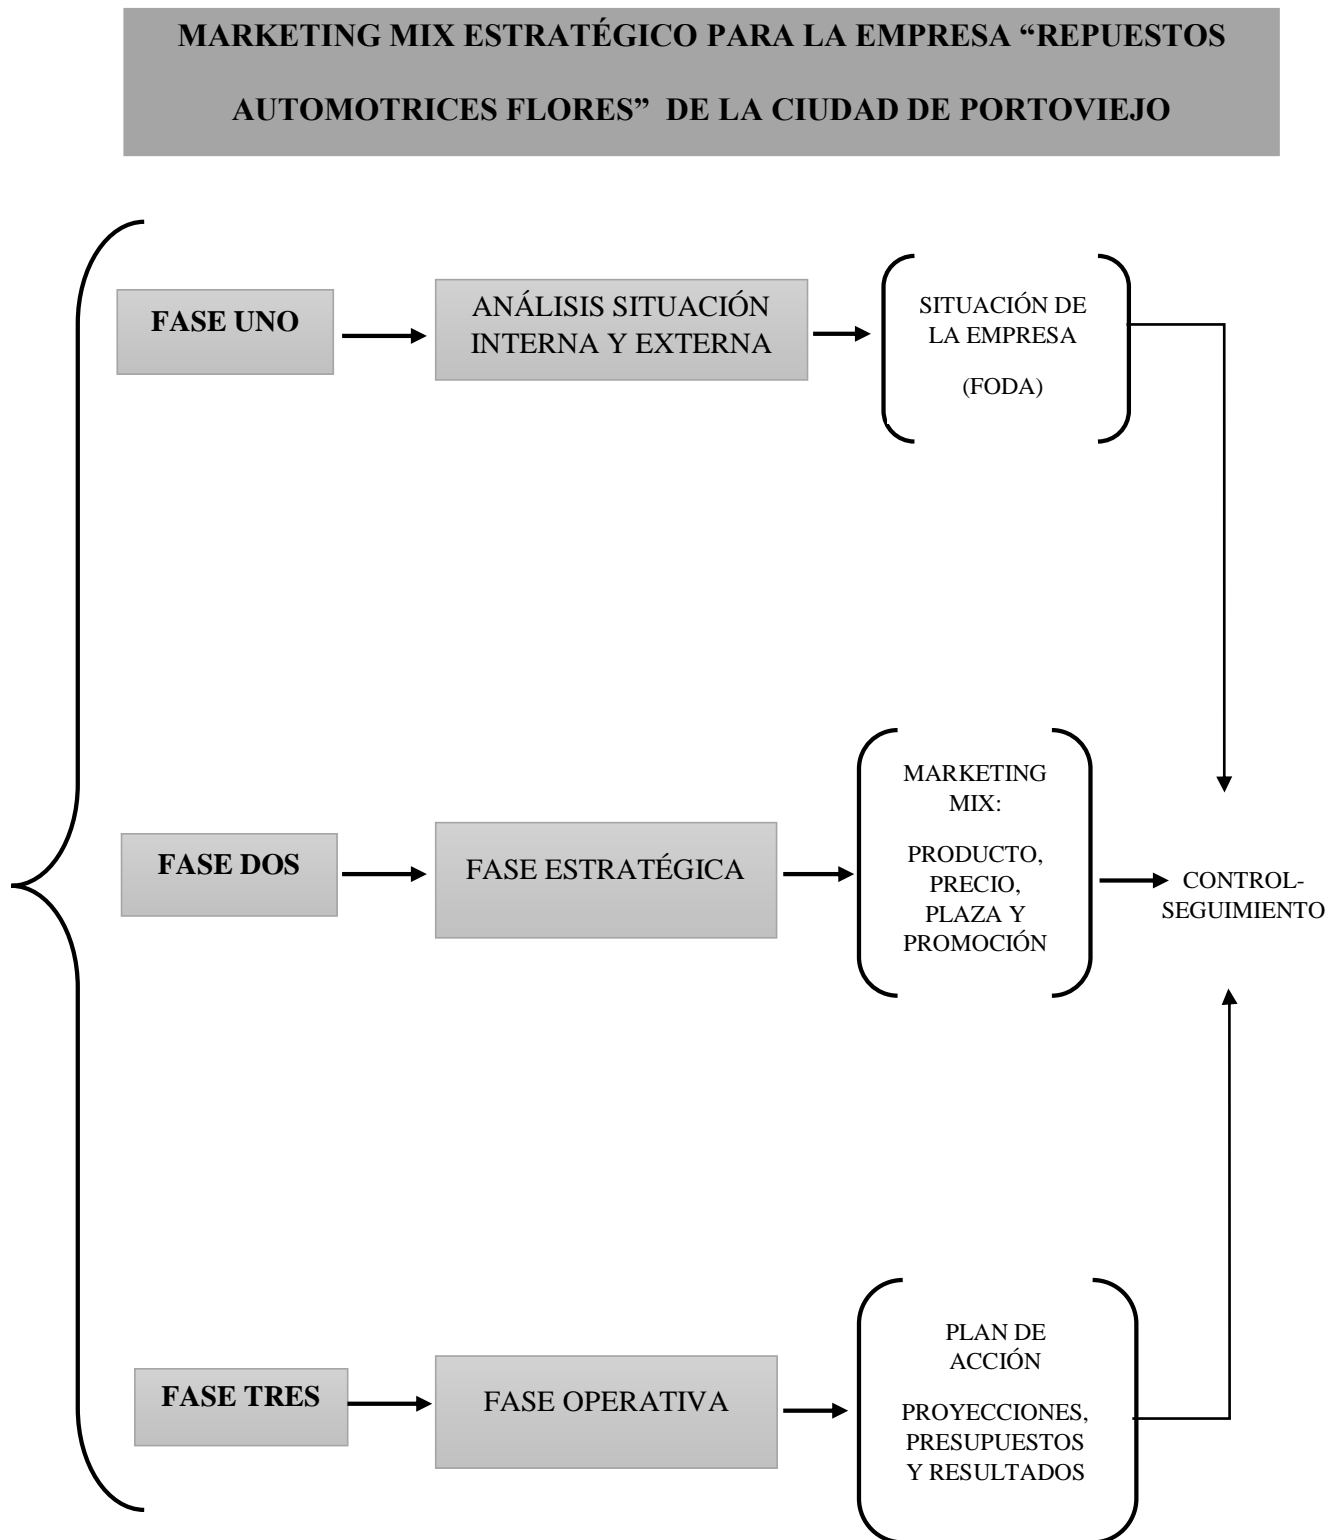 MARKETING MIX ESTRATÉGICO PARA LA EMPRESA “REPUESTOS
AUTOMOTRICES FLORES”  DE LA CIUDAD DE PORTOVIEJO
FASE UNO
ANÁLISIS SITUACIÓN
INTERNA Y EXTERNA
SITUACIÓN DE
LA EMPRESA
(FODA)
FASE DOS
FASE ESTRATÉGICA
MARKETING
MIX:
PRODUCTO,
PRECIO,
PLAZA Y
PROMOCIÓN
CONTROL-
SEGUIMIENTO
FASE TRES
FASE OPERATIVA
PLAN DE
ACCIÓN
PROYECCIONES,
PRESUPUESTOS
Y RESULTADOS